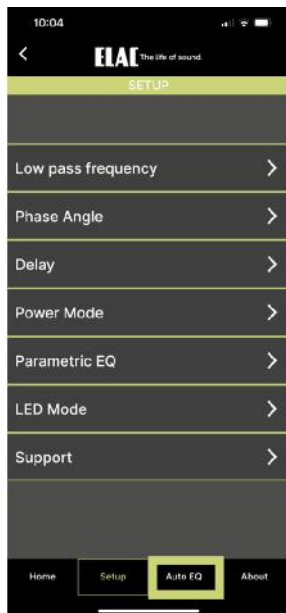 10:04
ELAC The life of sound.
SETUP
Low pass frequency
Phase Angle
Delay
Power Mode
Parametric EQ
LED Mode
Support
Home Setup Auto EQ About